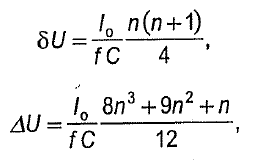 δU = I₀/fC n(n+1)/4,
ΔU = I₀/fC 8n³+9n²+n/12,